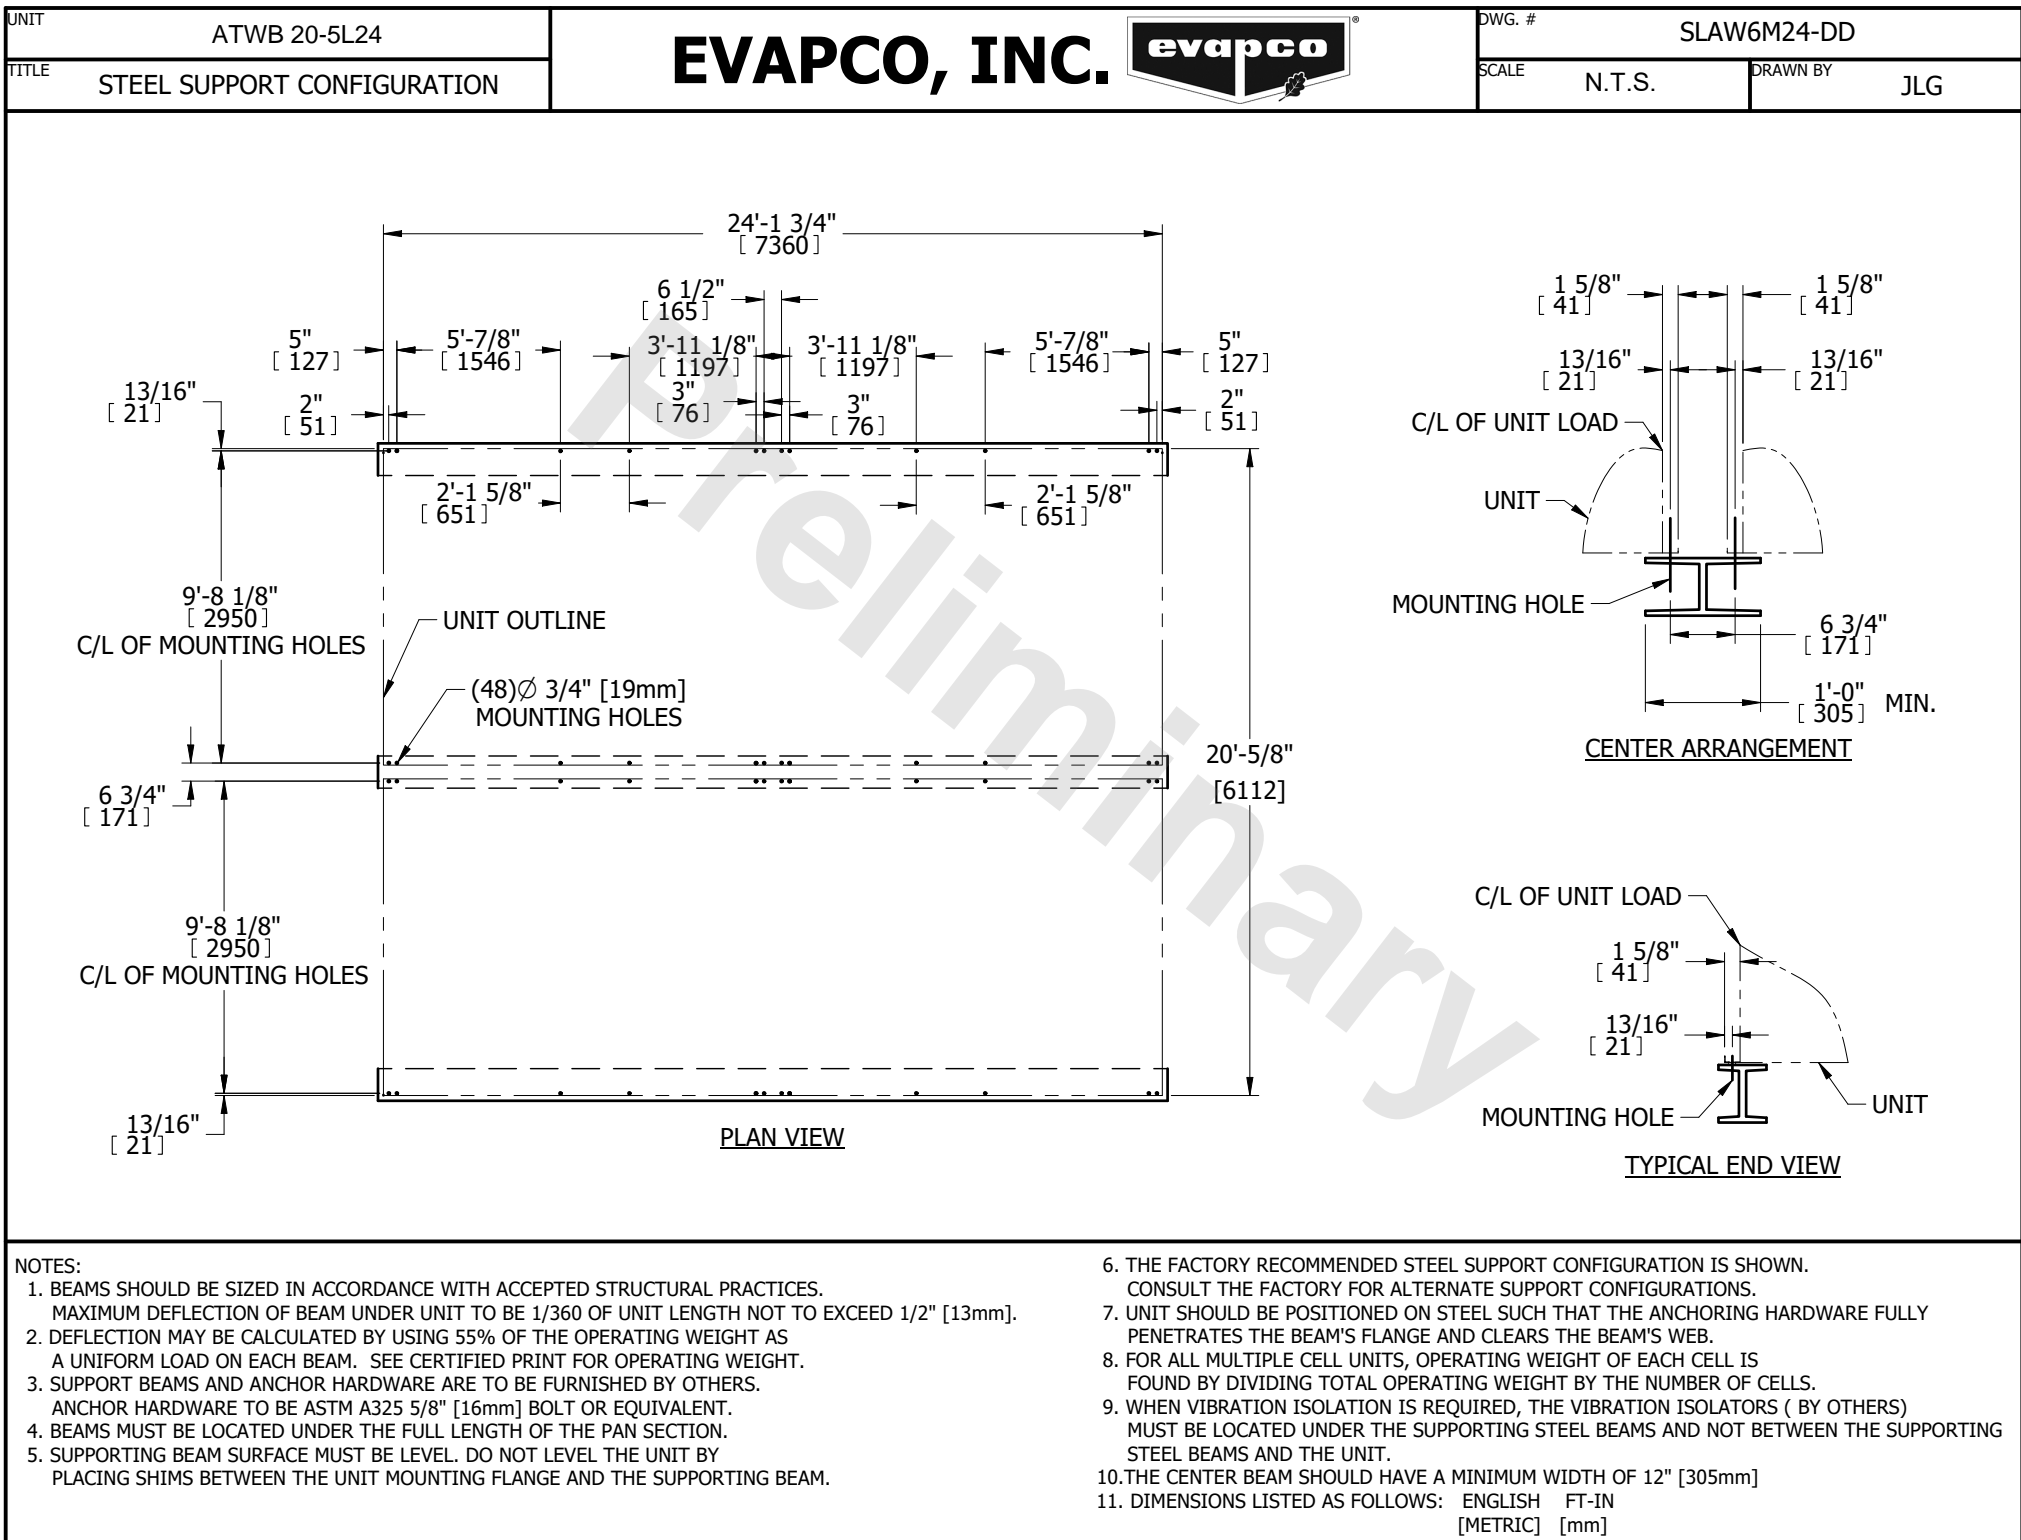 UNIT
ATWB 20-5L24
TITLE
STEEL SUPPORT CONFIGURATION
EVAPCO, INC.
evapco
®
DWG. #
SLAW6M24-DD
SCALE
N.T.S.
DRAWN BY
JLG
24'-1 3/4"
[ 7360]
6 1/2"
[ 165]
5"
[ 127]
5'-7/8"
[ 1546]
3'-11 1/8"
[ 1197]
3'-11 1/8"
[ 1197]
5'-7/8"
[ 1546]
5"
[ 127]
13/16"
[ 21]
2"
[ 51]
3"
[ 76]
3"
[ 76]
2"
[ 51]
2'-1 5/8"
[ 651]
2'-1 5/8"
[ 651]
9'-8 1/8"
[ 2950]
C/L OF MOUNTING HOLES
UNIT OUTLINE
(48)Ø 3/4" [19mm]
MOUNTING HOLES
6 3/4"
[ 171]
20'-5/8"
[6112]
9'-8 1/8"
[ 2950]
C/L OF MOUNTING HOLES
13/16"
[ 21]
PLAN VIEW
Preliminary
1 5/8"
[ 41]
1 5/8"
[ 41]
13/16"
[ 21]
13/16"
[ 21]
C/L OF UNIT LOAD
UNIT
MOUNTING HOLE
6 3/4"
[ 171]
1'-0"
[ 305]
MIN.
CENTER ARRANGEMENT
C/L OF UNIT LOAD
1 5/8"
[ 41]
13/16"
[ 21]
MOUNTING HOLE
UNIT
TYPICAL END VIEW
NOTES:
1. BEAMS SHOULD BE SIZED IN ACCORDANCE WITH ACCEPTED STRUCTURAL PRACTICES.
MAXIMUM DEFLECTION OF BEAM UNDER UNIT TO BE 1/360 OF UNIT LENGTH NOT TO EXCEED 1/2" [13mm].
2. DEFLECTION MAY BE CALCULATED BY USING 55% OF THE OPERATING WEIGHT AS
A UNIFORM LOAD ON EACH BEAM. SEE CERTIFIED PRINT FOR OPERATING WEIGHT.
3. SUPPORT BEAMS AND ANCHOR HARDWARE ARE TO BE FURNISHED BY OTHERS.
ANCHOR HARDWARE TO BE ASTM A325 5/8" [16mm] BOLT OR EQUIVALENT.
4. BEAMS MUST BE LOCATED UNDER THE FULL LENGTH OF THE PAN SECTION.
5. SUPPORTING BEAM SURFACE MUST BE LEVEL. DO NOT LEVEL THE UNIT BY
PLACING SHIMS BETWEEN THE UNIT MOUNTING FLANGE AND THE SUPPORTING BEAM.
6. THE FACTORY RECOMMENDED STEEL SUPPORT CONFIGURATION IS SHOWN.
CONSULT THE FACTORY FOR ALTERNATE SUPPORT CONFIGURATIONS.
7. UNIT SHOULD BE POSITIONED ON STEEL SUCH THAT THE ANCHORING HARDWARE FULLY
PENETRATES THE BEAM'S FLANGE AND CLEARS THE BEAM'S WEB.
8. FOR ALL MULTIPLE CELL UNITS, OPERATING WEIGHT OF EACH CELL IS
FOUND BY DIVIDING TOTAL OPERATING WEIGHT BY THE NUMBER OF CELLS.
9. WHEN VIBRATION ISOLATION IS REQUIRED, THE VIBRATION ISOLATORS ( BY OTHERS)
MUST BE LOCATED UNDER THE SUPPORTING STEEL BEAMS AND NOT BETWEEN THE SUPPORTING
STEEL BEAMS AND THE UNIT.
10.THE CENTER BEAM SHOULD HAVE A MINIMUM WIDTH OF 12" [305mm]
11. DIMENSIONS LISTED AS FOLLOWS: ENGLISH FT-IN
[METRIC] [mm]